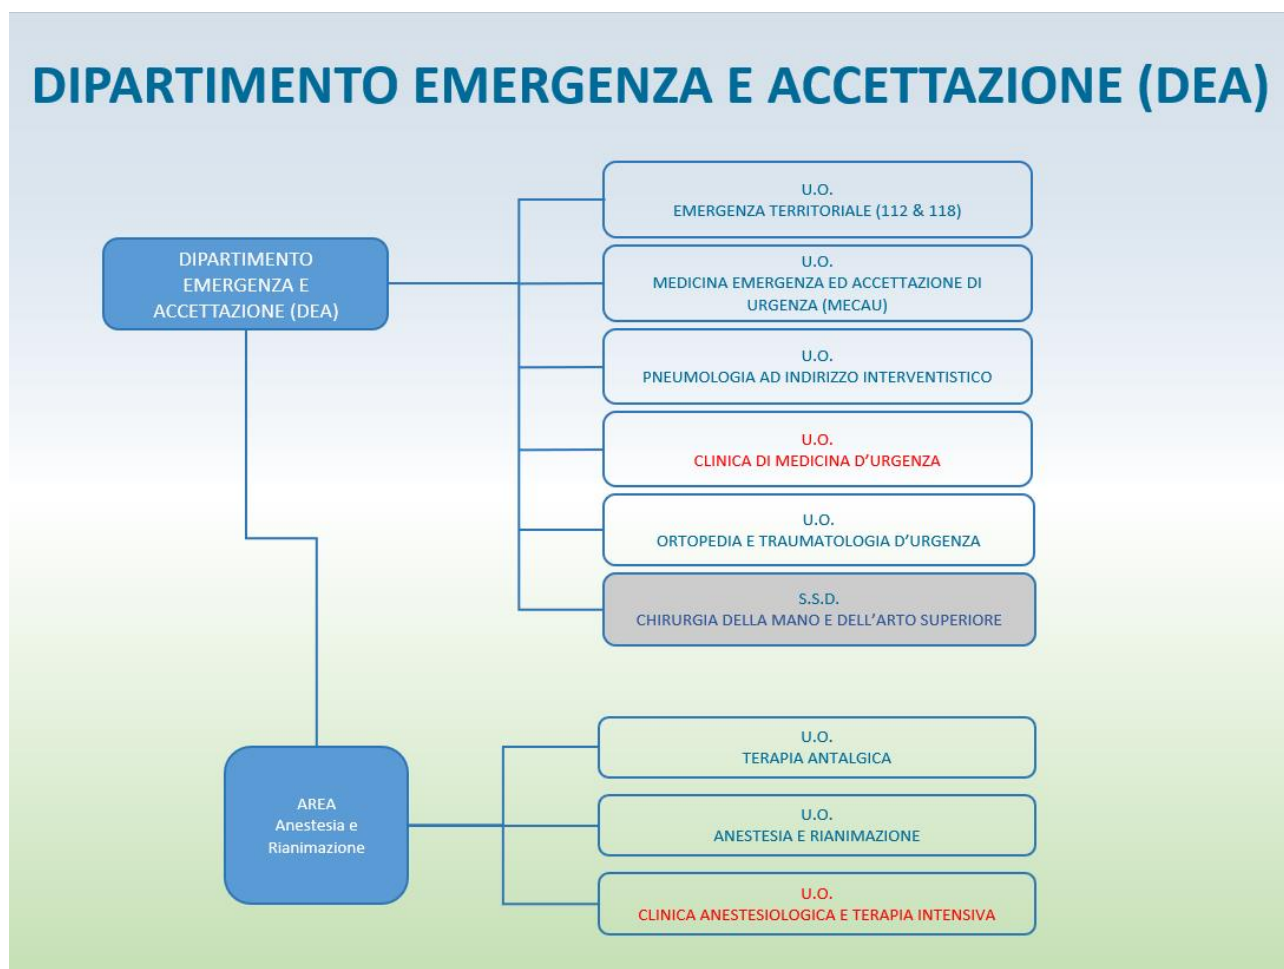 DIPARTIMENTO EMERGENZA E ACCETTAZIONE (DEA)
DIPARTIMENTO
EMERGENZA E
ACCETTAZIONE (DEA)
U.O.
EMERGENZA TERRITORIALE (112 & 118)
U.O.
MEDICINA EMERGENZA ED ACCETTAZIONE DI
URGENZA (MECAU)
U.O.
PNEUMOLOGIA AD INDIRIZZO INTERVENTISTICO
U.O.
CLINICA DI MEDICINA D’URGENZA
U.O.
ORTOPEDIA E TRAUMATOLOGIA D’URGENZA
S.S.D.
CHIRURGIA DELLA MANO E DELL’ARTO SUPERIORE
AREA
Anestesia e
Rianimazione
U.O.
TERAPIA ANTALGICA
U.O.
ANESTESIA E RIANIMAZIONE
U.O.
CLINICA ANESTESIOLOGICA E TERAPIA INTENSIVA